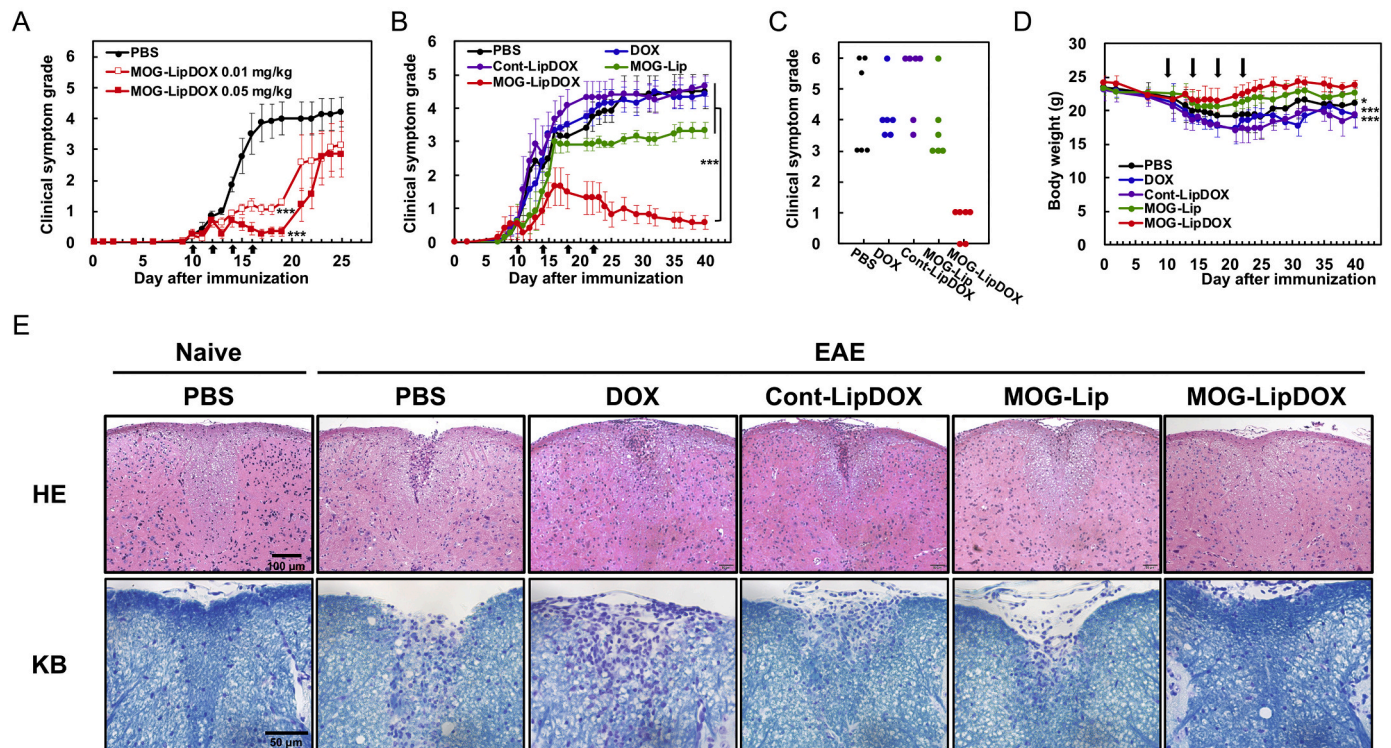 A
PBS
MOG-LipDOX 0.01 mg/kg
MOG-LipDOX 0.05 mg/kg
Clinical symptom grade
6
5
4
3
2
1
0
***
***
0 5 10 15 20 25
Day after immunization
B
PBS
DOX
Cont-LipDOX
MOG-Lip
MOG-LipDOX
Clinical symptom grade
6
5
4
3
2
1
0
***
0 5 10 15 20 25 30 35 40
Day after immunization
C
Clinical symptom grade
6
5
4
3
2
1
0
PBS
DOX
Cont-LipDOX
MOG-Lip
MOG-LipDOX
D
Body weight (g)
30
25
20
15
10
5
0
*
***
***
PBS
DOX
Cont-LipDOX
MOG-Lip
MOG-LipDOX
0 5 10 15 20 25 30 35 40
Day after immunization
E
Naive
EAE
PBS
PBS
DOX
Cont-LipDOX
MOG-Lip
MOG-LipDOX
HE
100 μm
KB
50 μm